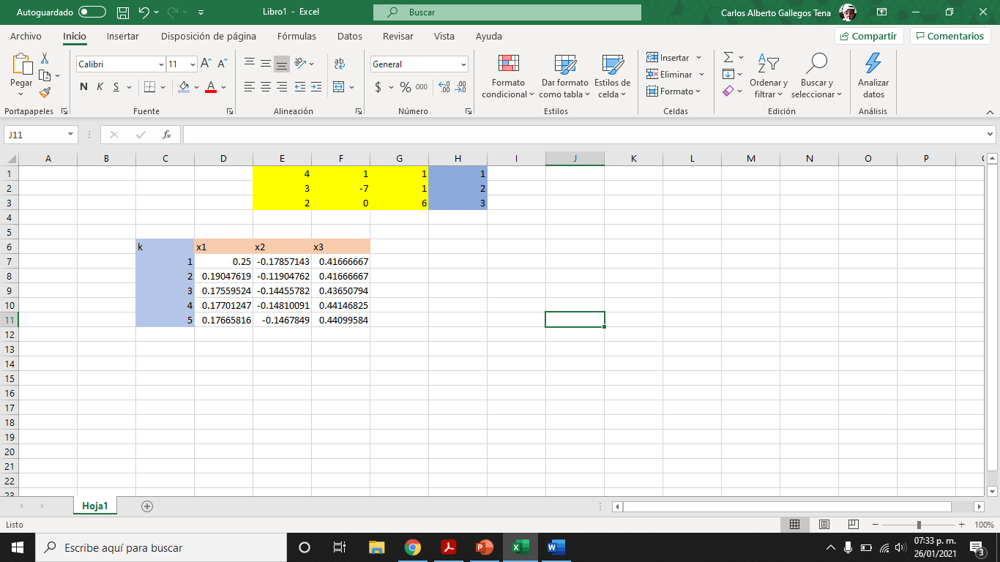 Autoguardado
Libro1 - Excel
Buscar
Carlos Alberto Gallegos Tena
Archivo Inicio Insertar Disposición de página Fórmulas Datos Revisar Vista Ayuda
Compartir Comentarios
Pegar
Calibri 11
N K S
A A
ab
General
$ % 000
Formato condicional
Dar formato como tabla
Estilos de celda
Insertar
Eliminar
Formato
Ordenar y filtrar
Buscar y seleccionar
Analizar datos
Portapapeles Fuente Alineación Número Estilos Celdas Edición Análisis
J11
fx
A B C D E F G H I J K L M N O P
1 4 1 1 1
2 3 -7 1 2
3 2 0 6 3
4
5
6 k x1 x2 x3
7 1 0.25 -0.17857143 0.41666667
8 2 0.19047619 -0.11904762 0.41666667
9 3 0.17559524 -0.14455782 0.43650794
10 4 0.17701247 -0.14810091 0.44146825
11 5 0.17665816 -0.1467849 0.44099584
12
13
14
15
16
17
18
19
20
21
22
23
Hoja1
Listo
100%
Escribe aquí para buscar
07:33 p. m.
26/01/2021
3